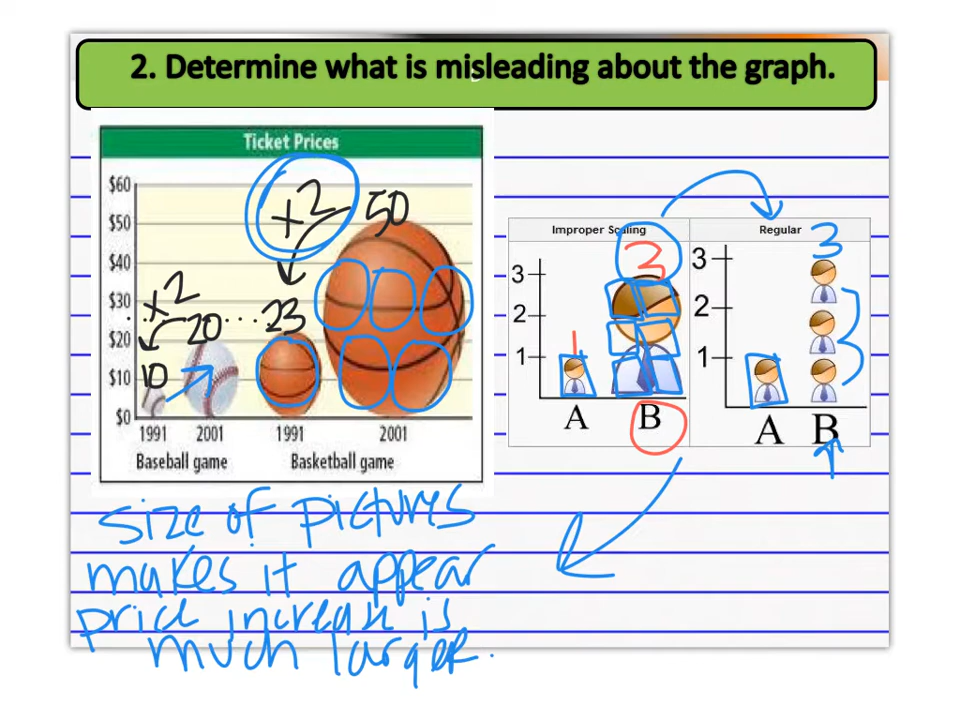 2. Determine what is misleading about the graph.
Ticket Prices
$60
$50
$40
$30
$20
$10
$0
×2
50
×2
20
23
10
1991
2001
1991
2001
Baseball game
Basketball game
Improper Scaling
3
2
1
1
3
A
B
Regular
3
2
1
3
A
B
size of pictures
makes it appear
price increase is
much larger.